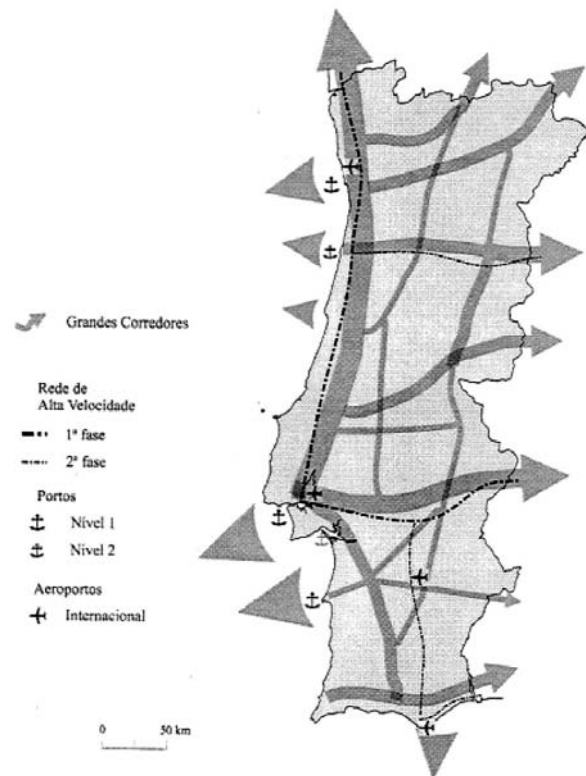 Grandes Corredores
Rede de
Alta Velocidade
1ª fase
2ª fase
Portos
Nível 1
Nível 2
Aeroportos
Internacional
0 50 km